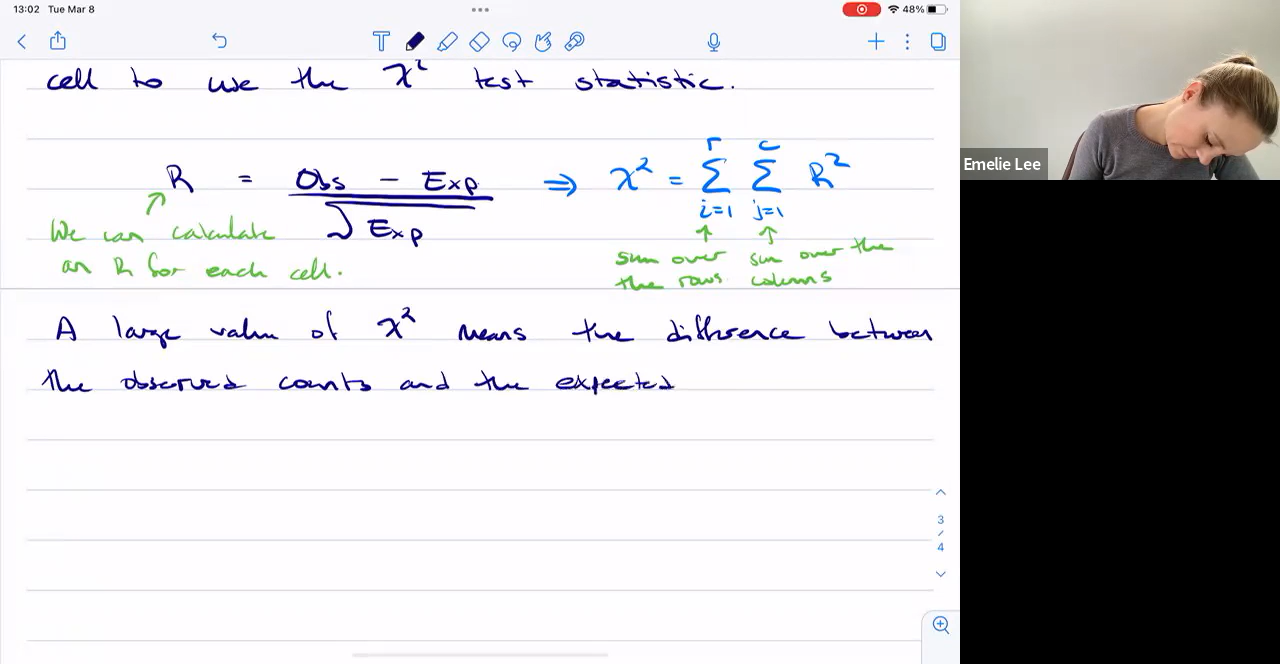 13:02 Tue Mar 8
48%
cell to use the χ² test statistic.
R = Obs - Exp / √Exp ⇒ χ² = Σ_{i=1}^{r} Σ_{j=1}^{c} R²
We can calculate
an R for each cell.
sum over
the rows
sum over the
columns
A large value of χ² means the difference between
the observed counts and the expected
3
/
4
Emelie Lee